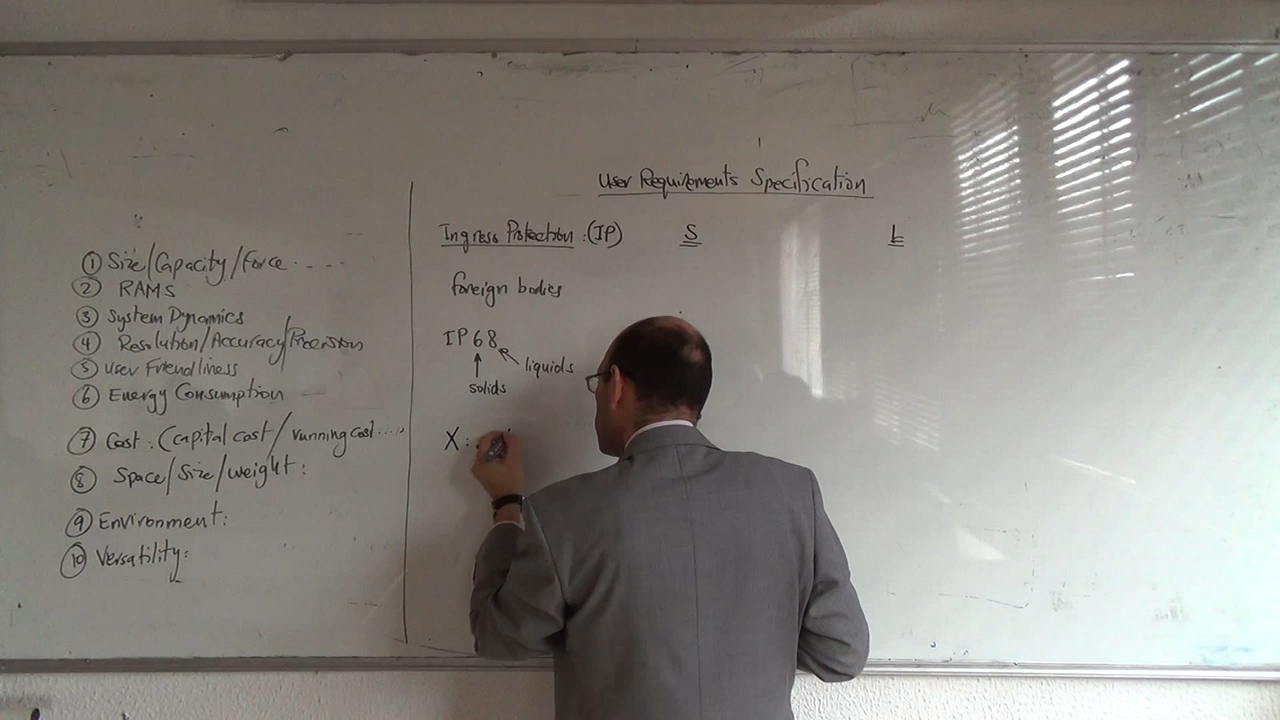 User Requirements Specification
① Size/Capacity/Force . - - -
② RAMS
③ System Dynamics
④ Resolution/Accuracy/Precision
⑤ User Friendliness
⑥ Energy Consumption
⑦ Cost : (capital cost / running cost ....
⑧ Space/Size/weight :
⑨ Environment:
⑩ Versatility:
Ingress Protection : (IP) S L
foreign bodies
IP68
liquids
solids
X :